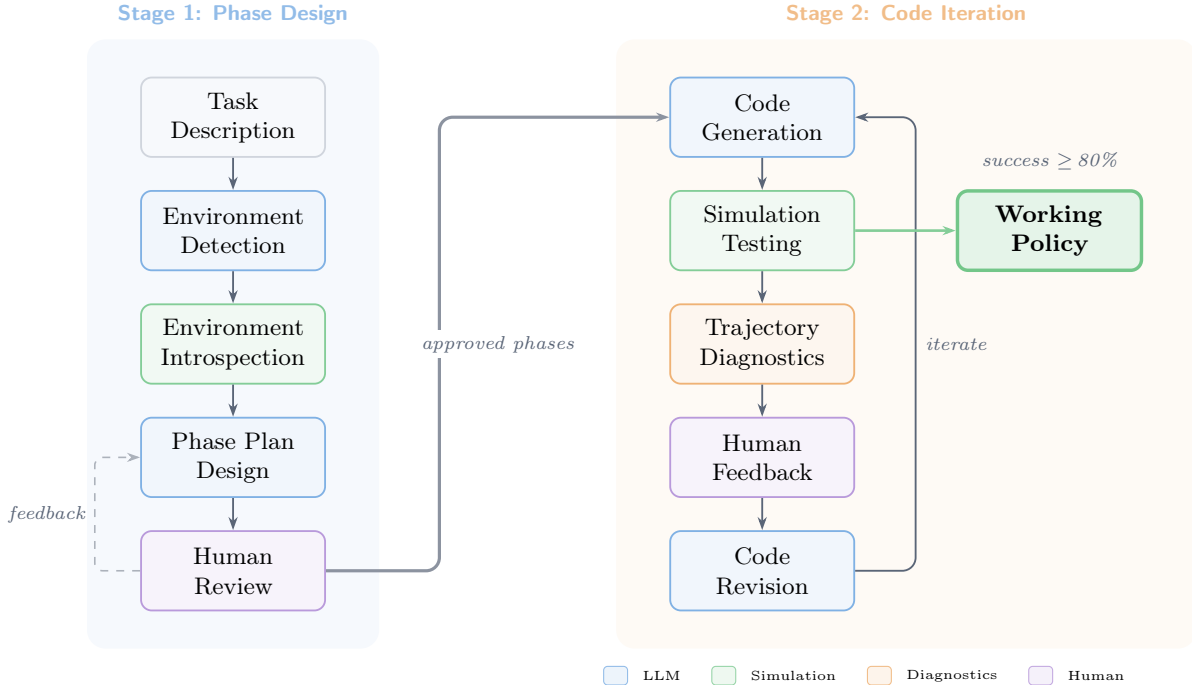 Stage 1: Phase Design
Task
Description
Environment
Detection
Environment
Introspection
Phase Plan
Design
feedback
Human
Review
approved phases
Stage 2: Code Iteration
Code
Generation
Simulation
Testing
success ≥ 80%
Working
Policy
Trajectory
Diagnostics
iterate
Human
Feedback
Code
Revision
LLM
Simulation
Diagnostics
Human